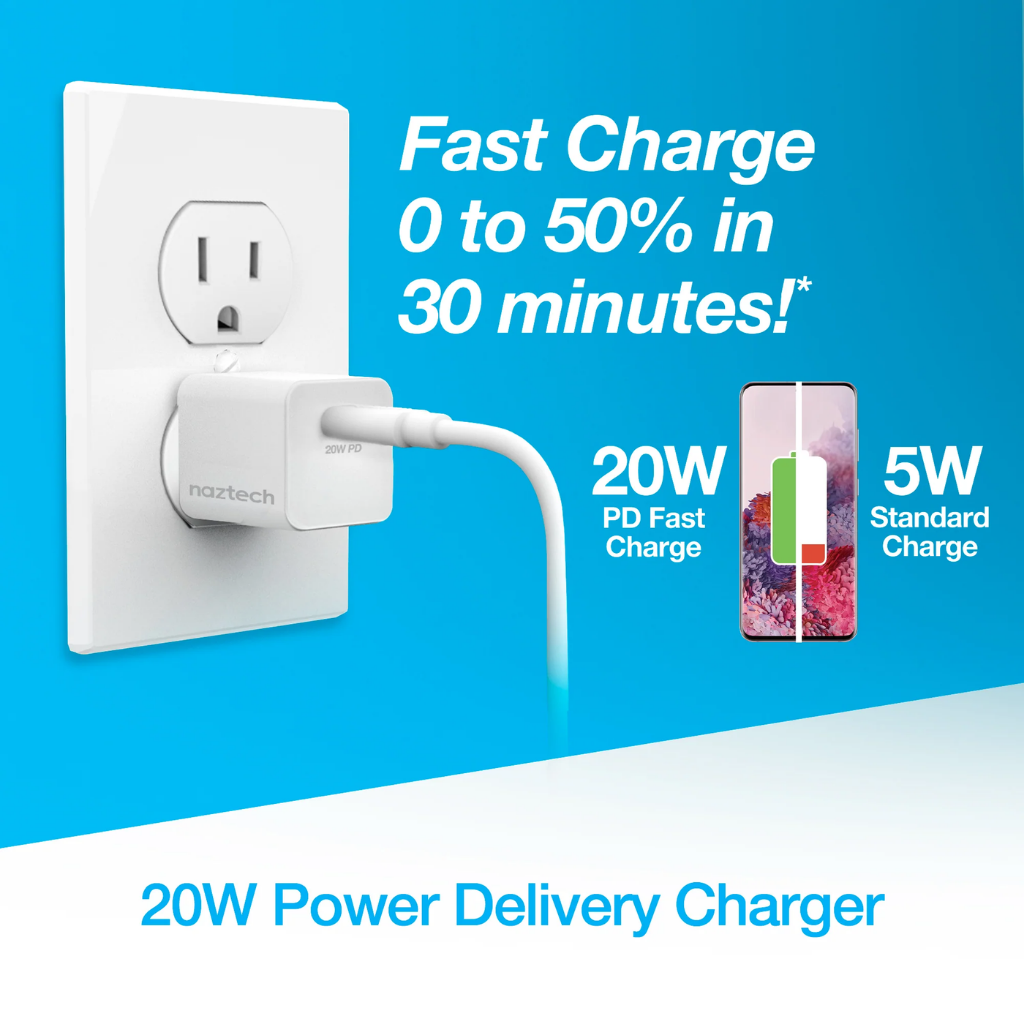 Fast Charge
0 to 50% in
30 minutes!*
20W PD
naztech
20W
PD Fast
Charge
5W
Standard
Charge
20W Power Delivery Charger